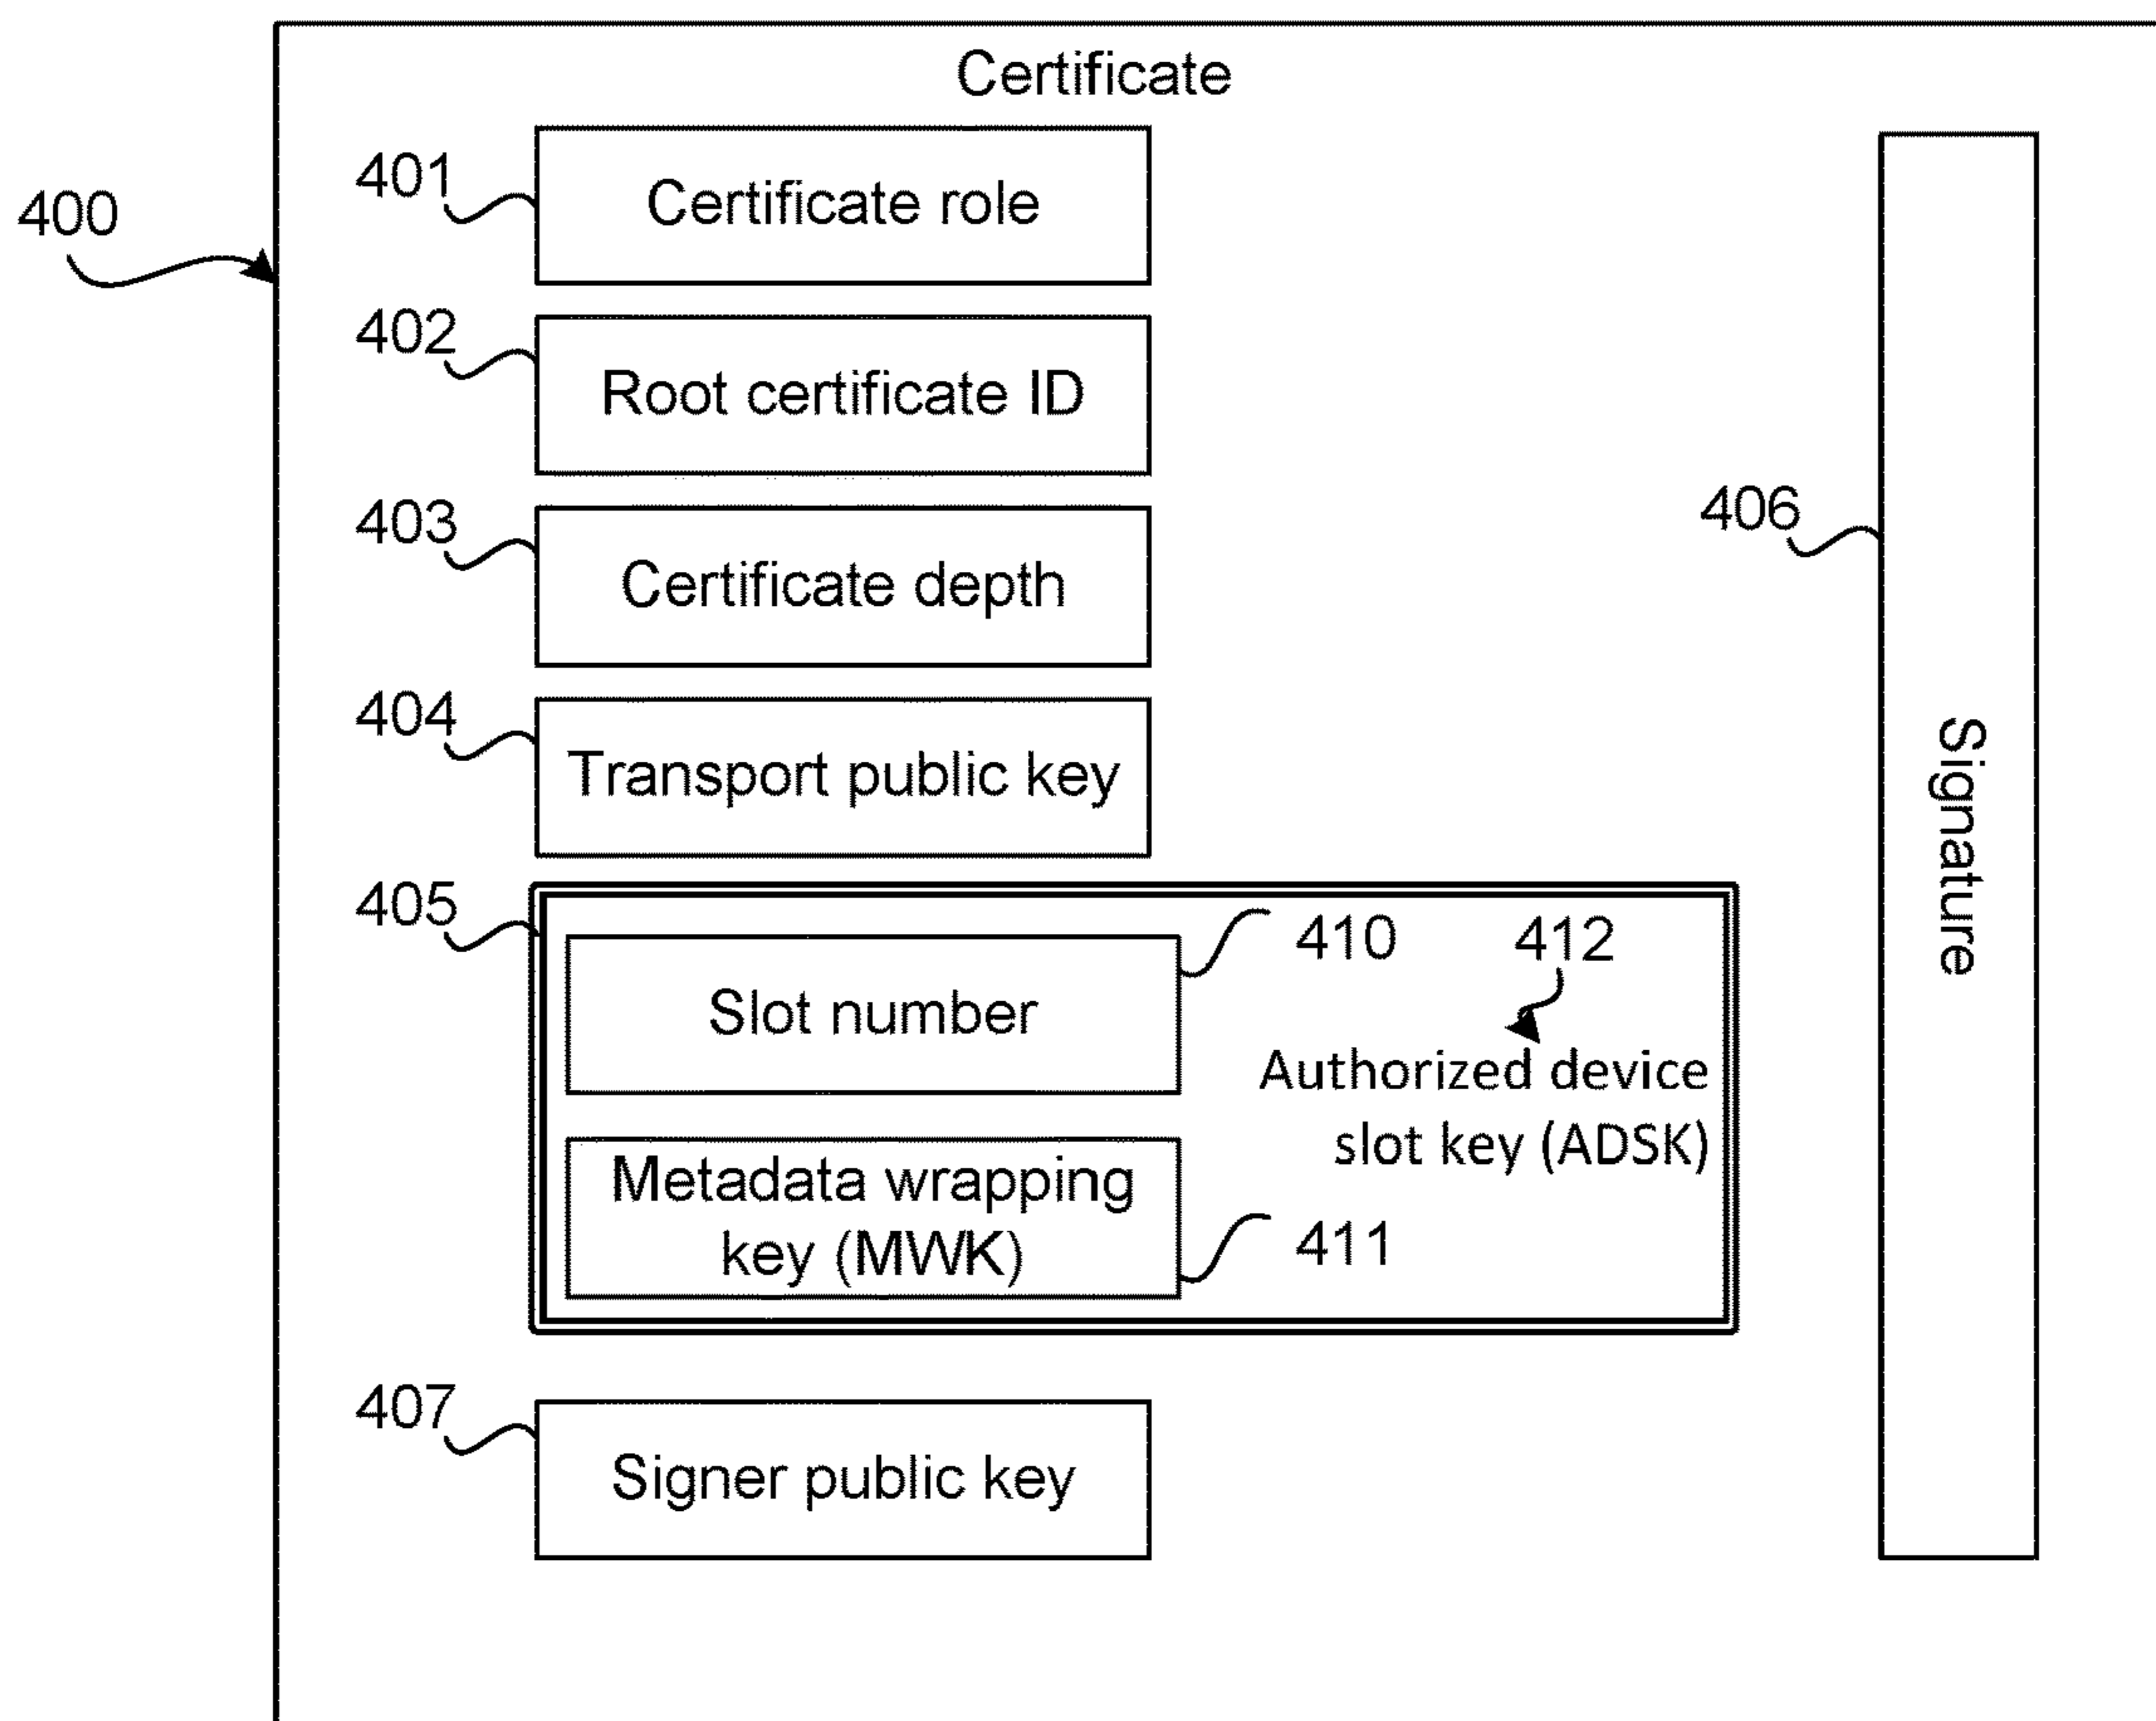 Certificate
400
401
Certificate role
402
Root certificate ID
403
Certificate depth
404
Transport public key
405
Slot number
410
412
Authorized device
slot key (ADSK)
Metadata wrapping
key (MWK)
411
407
Signer public key
406
Signature